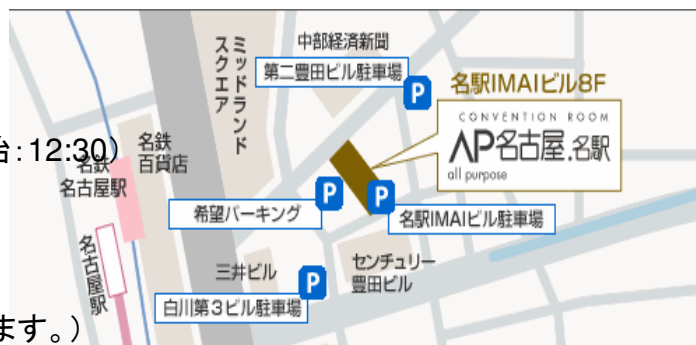 中部経済新聞
第二豊田ビル駐車場
ミッドランド
スクエア
名駅IMAIビル8F
CONVENTION ROOM
AP名古屋.名駅
all purpose
台:12:30)
名鉄
百貨店
名鉄
名古屋駅
P
P
P
P
希望パーキング
名駅IMAIビル駐車場
名古屋駅
三井ビル
センチュリー
豊田ビル
白川第3ビル駐車場
ます。)